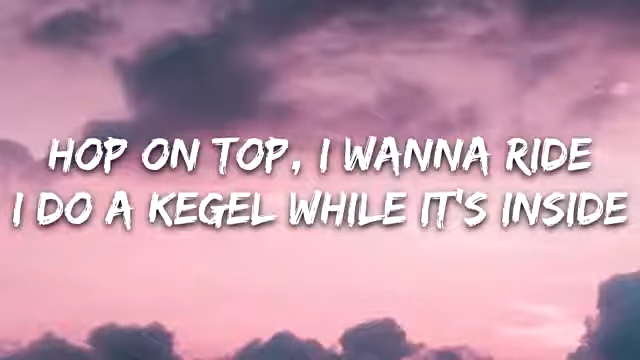 HOP ON TOP, I WANNA RIDE
I DO A KEGEL WHILE IT'S INSIDE